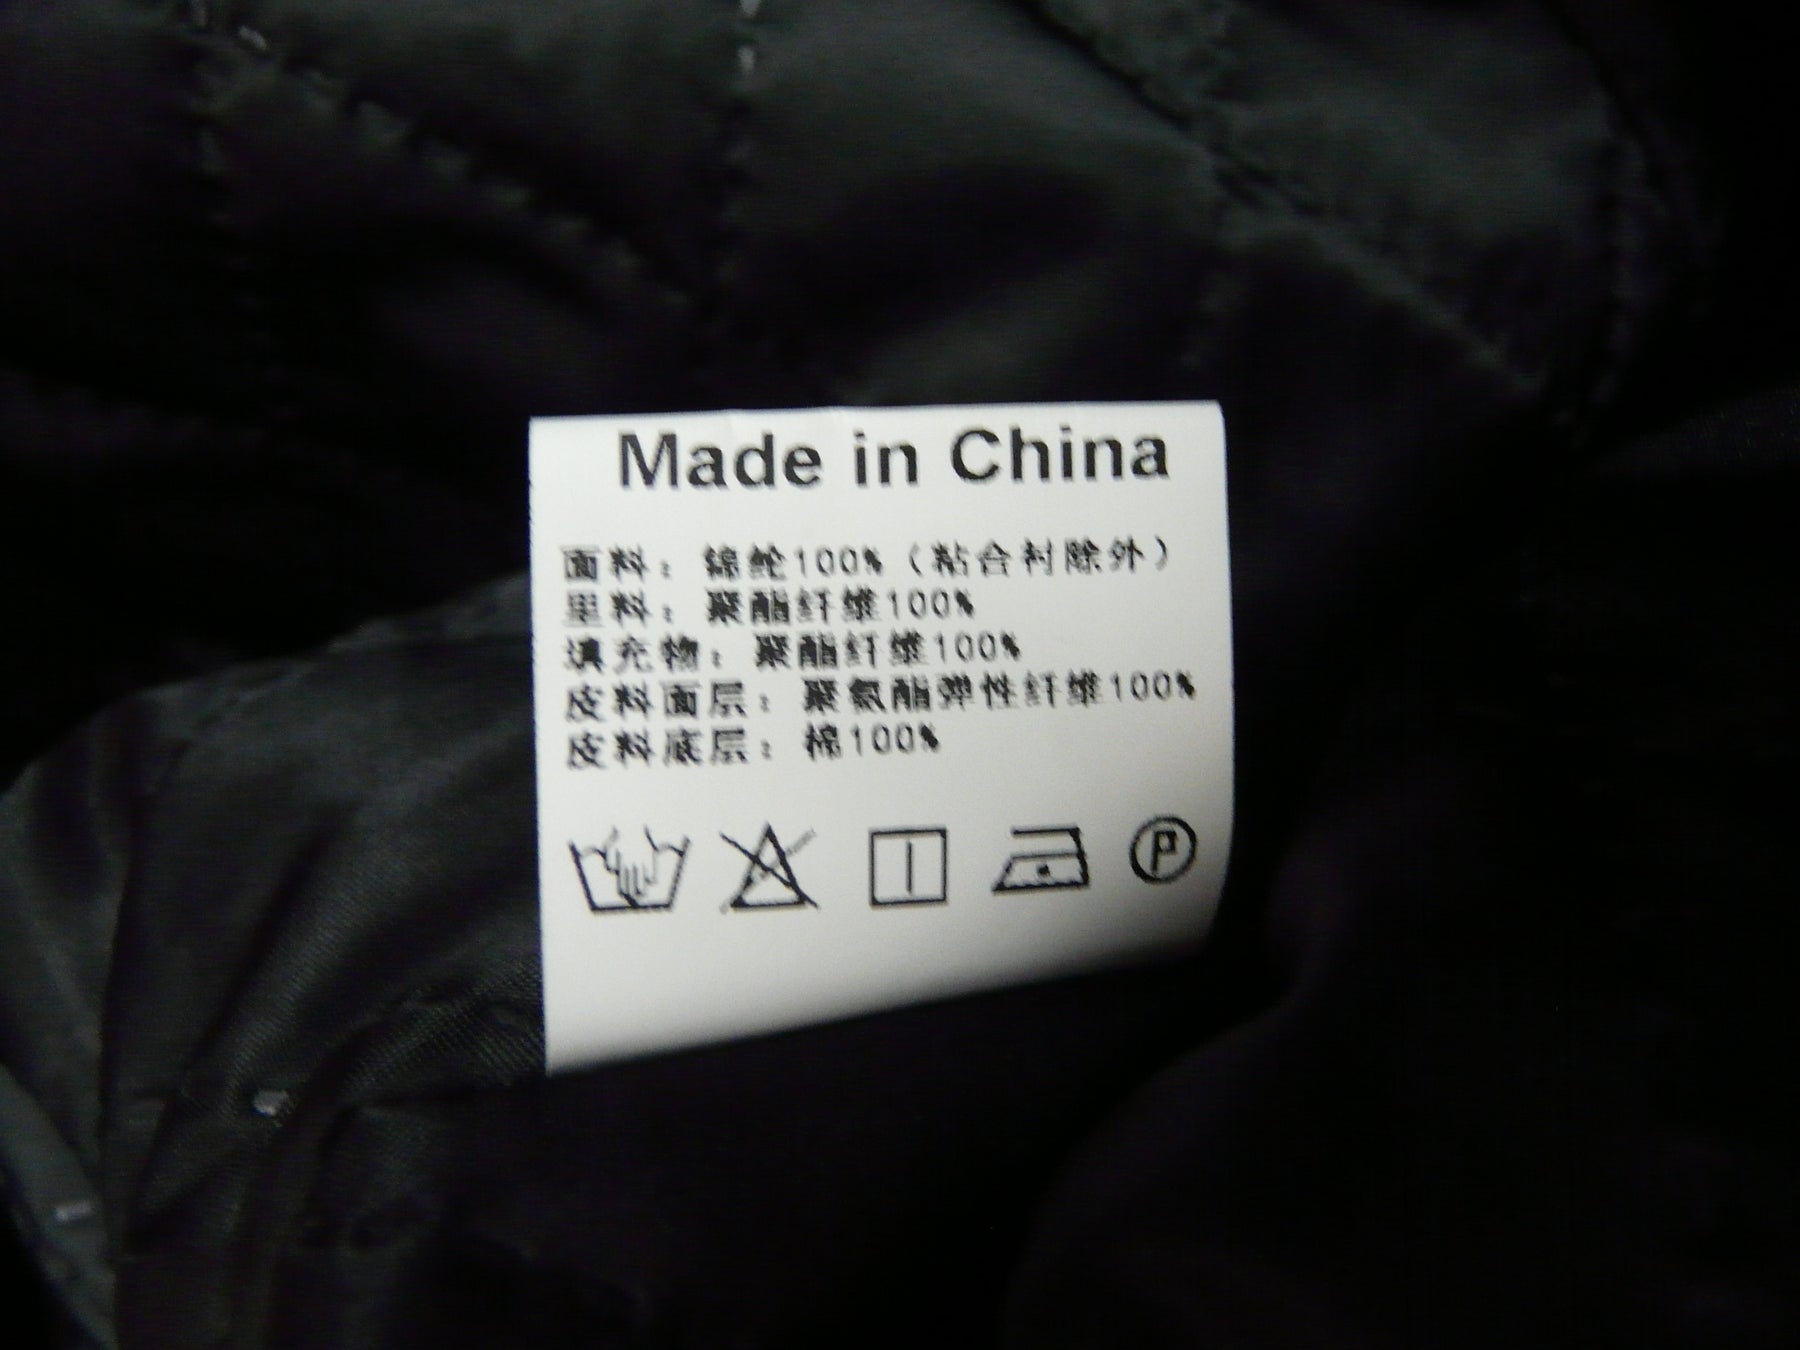 Made in China
面料：锦纶100%（粘合衬除外）
里料：聚酯纤维100%
填充物：聚酯纤维100%
皮料面层：聚氨酯弹性纤维100%
皮料底层：棉100%
P